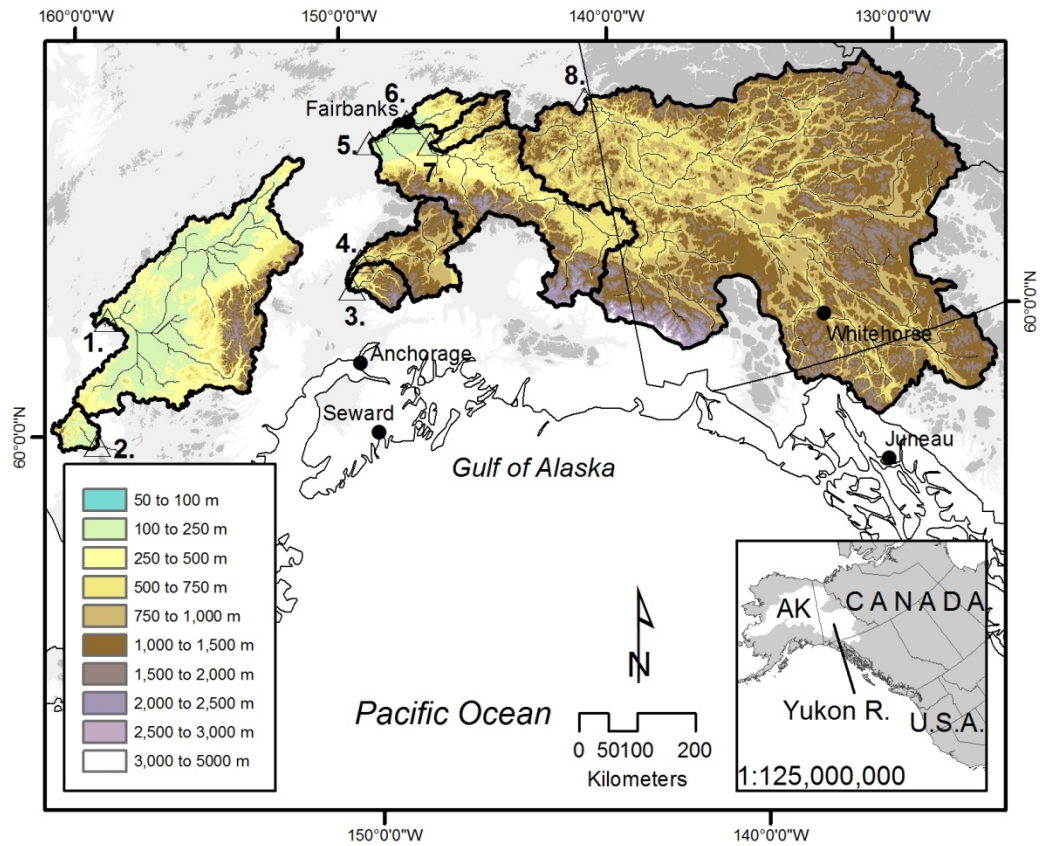 160°0'0"W
150°0'0"W
140°0'0"W
130°0'0"W
8.
6.
Fairbanks
5.
7.
4.
3.
1.
2.
60°0'0"N
60°0'0"N
Whitehorse
Anchorage
Seward
Juneau
Gulf of Alaska
50 to 100 m
100 to 250 m
250 to 500 m
500 to 750 m
750 to 1,000 m
1,000 to 1,500 m
1,500 to 2,000 m
2,000 to 2,500 m
2,500 to 3,000 m
3,000 to 5000 m
N
Pacific Ocean
0 50 100 200
Kilometers
AK
CANADA
Yukon R.
U.S.A.
1:125,000,000
150°0'0"W
140°0'0"W